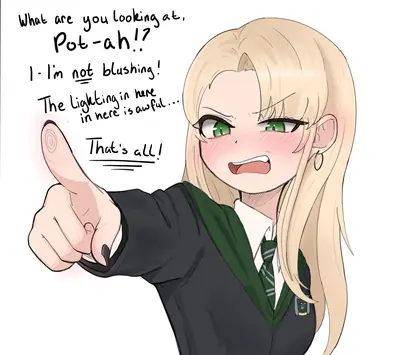 What are you looking at,
Pot-ah!?
I-I'm not blushing!
The Lighting in here
in here is awful...
That's all!